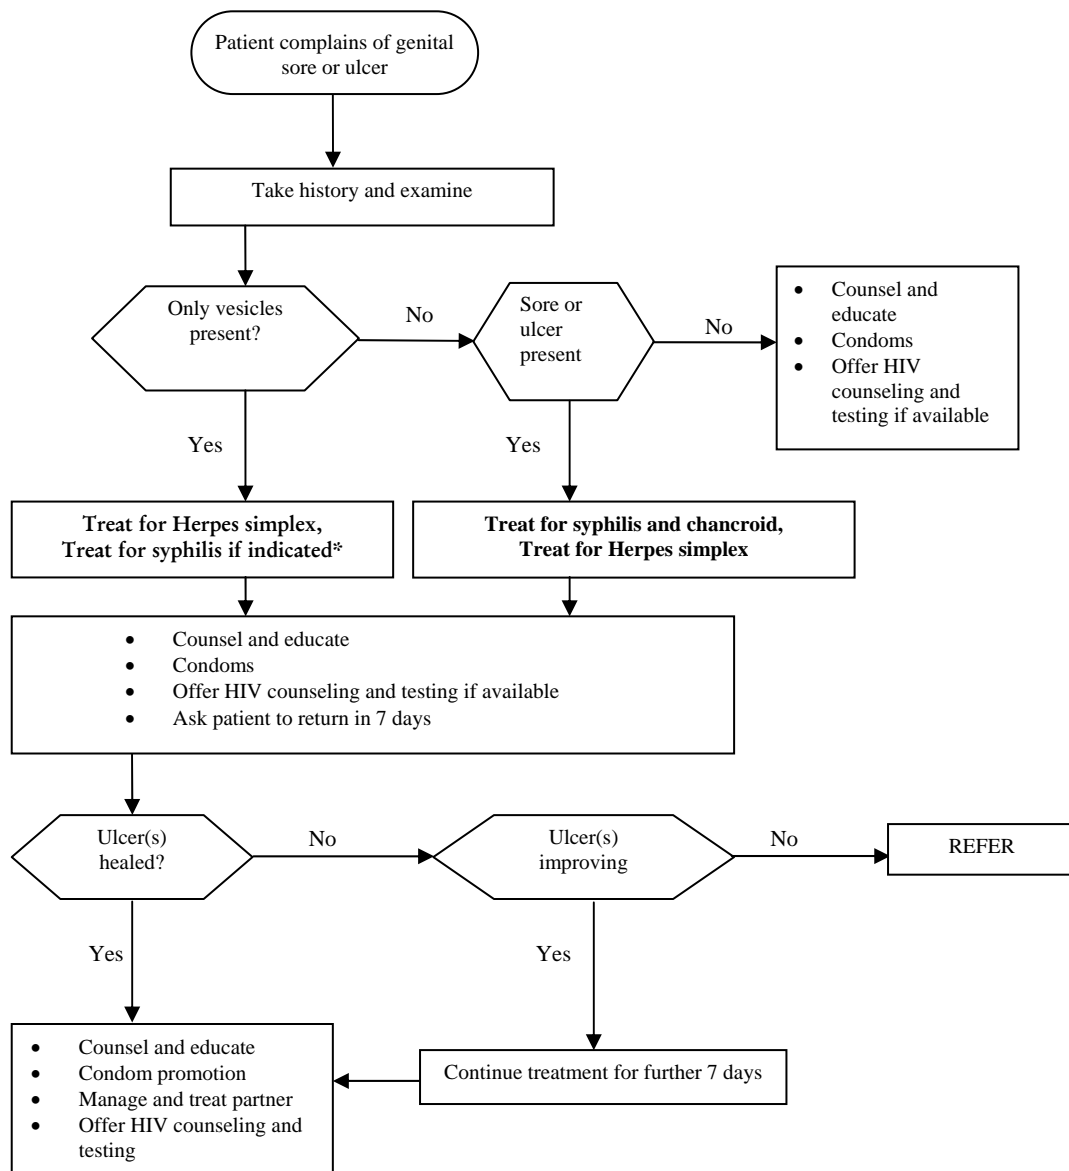 Patient complains of genital
sore or ulcer
Take history and examine
Only vesicles
present?
No
Sore or
ulcer
present
No
• Counsel and
educate
• Condoms
• Offer HIV
counseling and
testing if available
Yes
Yes
Treat for Herpes simplex,
Treat for syphilis if indicated*
Treat for syphilis and chancroid,
Treat for Herpes simplex
• Counsel and educate
• Condoms
• Offer HIV counseling and testing if available
• Ask patient to return in 7 days
Ulcer(s)
healed?
No
Ulcer(s)
improving
No
REFER
Yes
Yes
• Counsel and educate
• Condom promotion
• Manage and treat partner
• Offer HIV counseling and
testing
Continue treatment for further 7 days